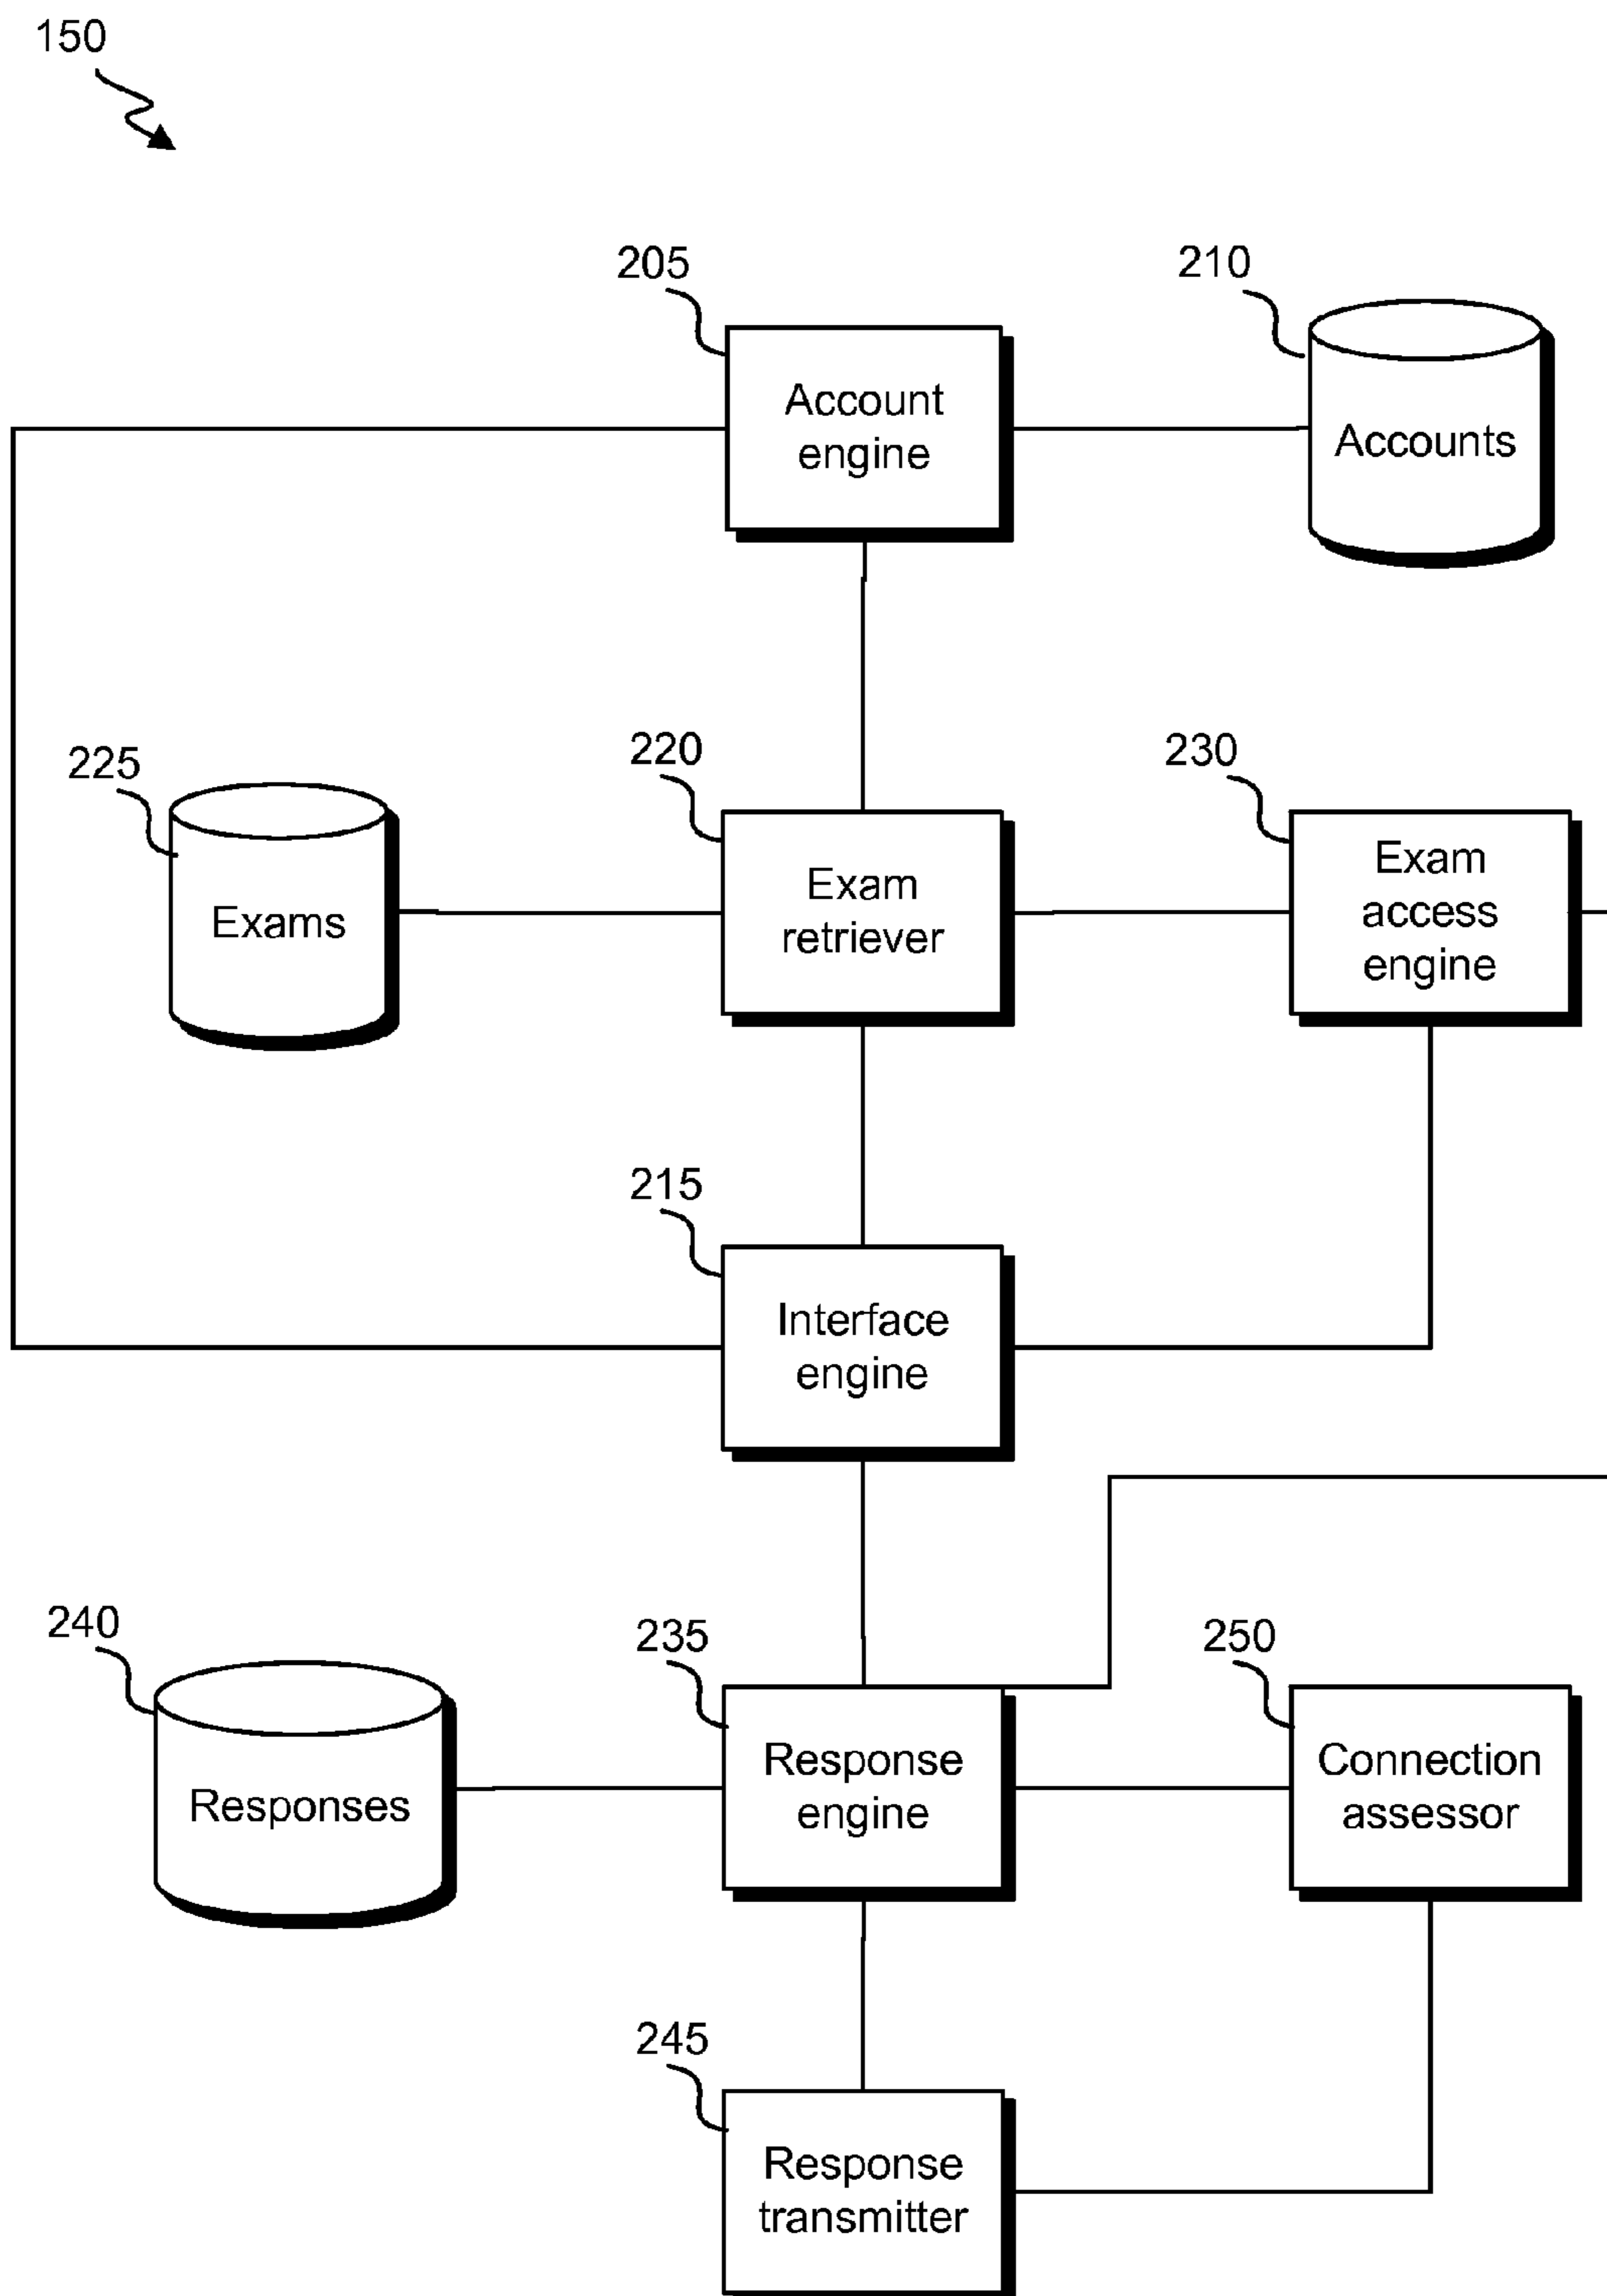 150
205
210
Account
engine
Accounts
225
220
230
Exams
Exam
retriever
Exam
access
engine
215
Interface
engine
240
235
250
Responses
Response
engine
Connection
assessor
245
Response
transmitter